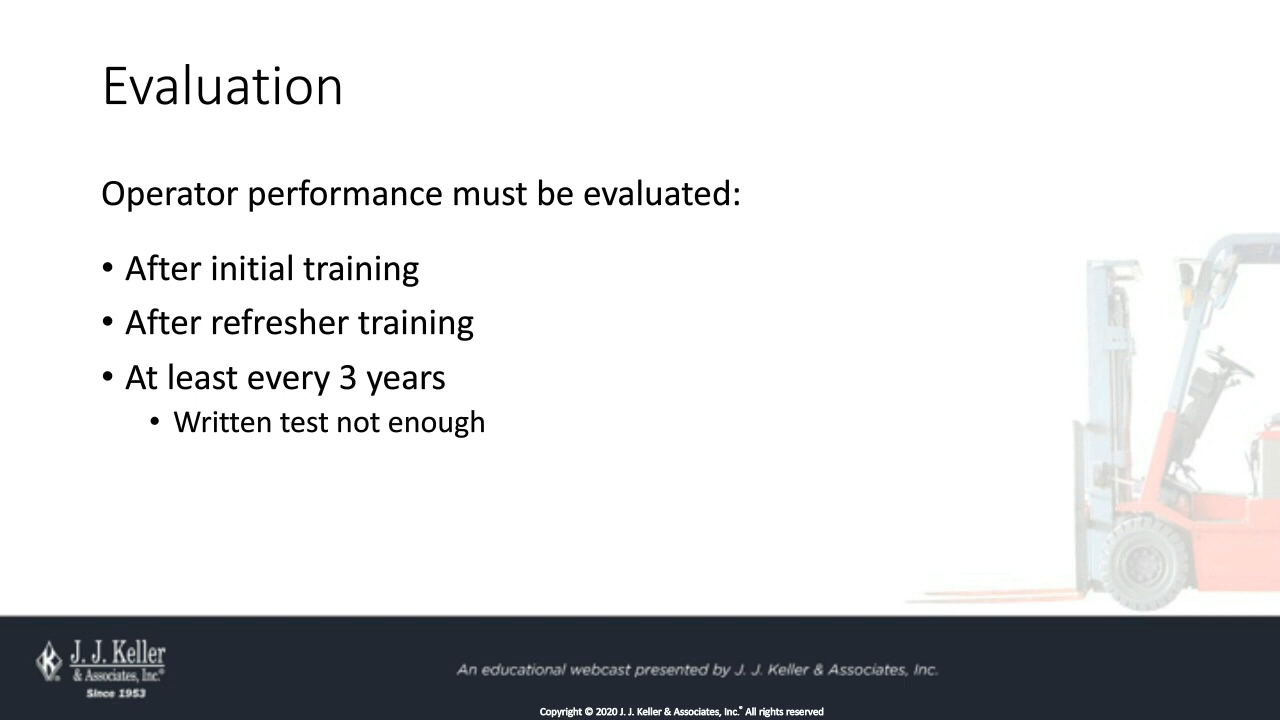 Evaluation
Operator performance must be evaluated:
• After initial training
• After refresher training
• At least every 3 years
• Written test not enough
J. J. Keller
& Associates, Inc.®
Since 1953
An educational webcast presented by J. J. Keller & Associates, Inc.
Copyright © 2020 J. J. Keller & Associates, Inc.® All rights reserved